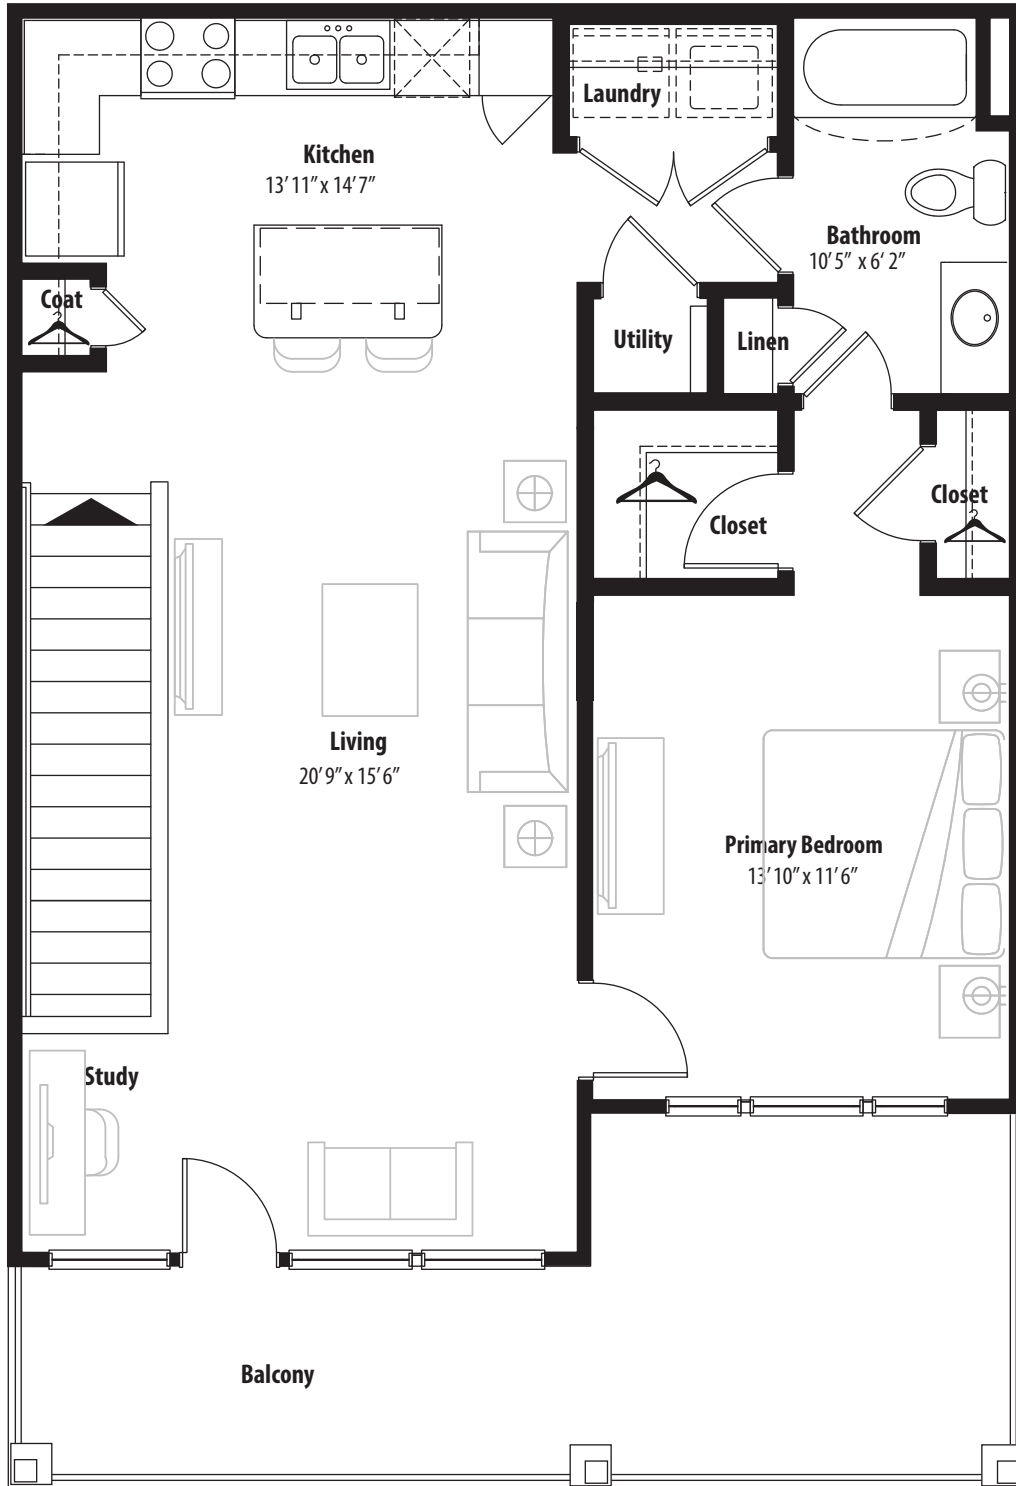 Laundry
Kitchen
13' 11" x 14'7"
Bathroom
10' 5" x 6' 2"
Coat
Utility
Linen
Closet
Closet
Living
20' 9" x 15' 6"
Primary Bedroom
13' 10" x 11'6"
Study
Balcony